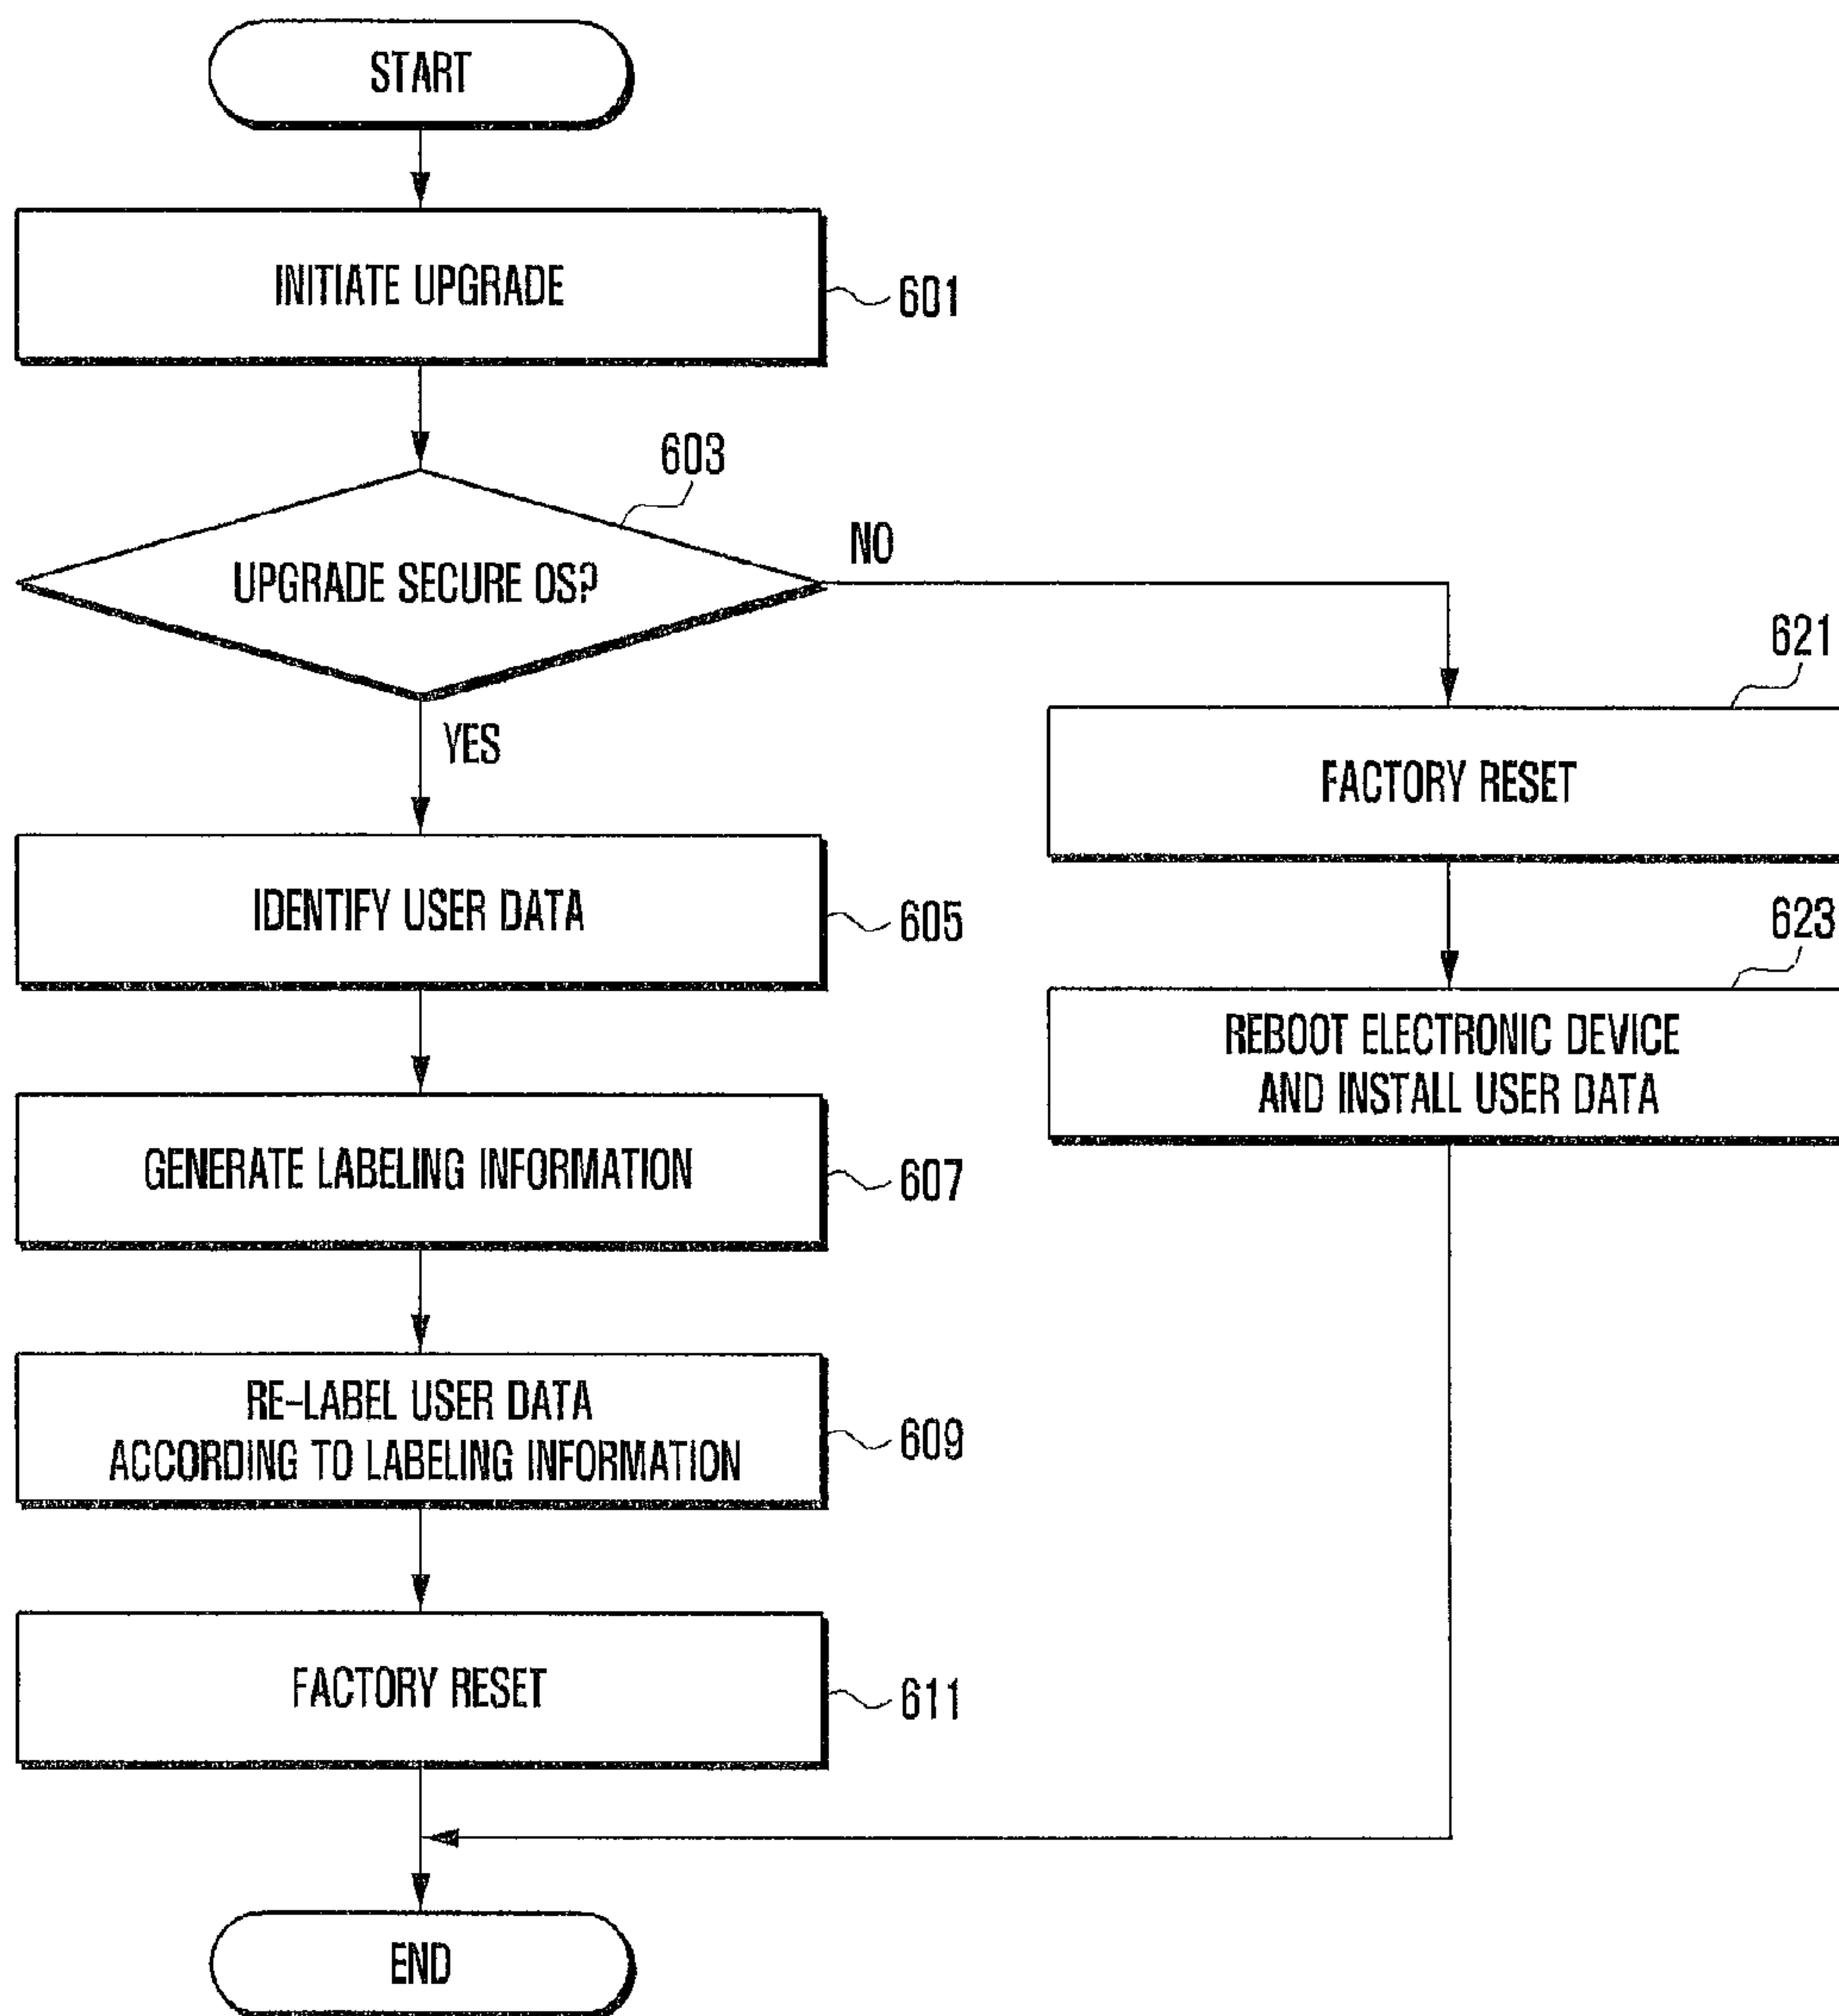 START
INITIATE UPGRADE
601
603
UPGRADE SECURE OS?
NO
YES
621
FACTORY RESET
IDENTIFY USER DATA
605
623
REBOOT ELECTRONIC DEVICE
AND INSTALL USER DATA
GENERATE LABELING INFORMATION
607
RE-LABEL USER DATA
ACCORDING TO LABELING INFORMATION
609
FACTORY RESET
611
END